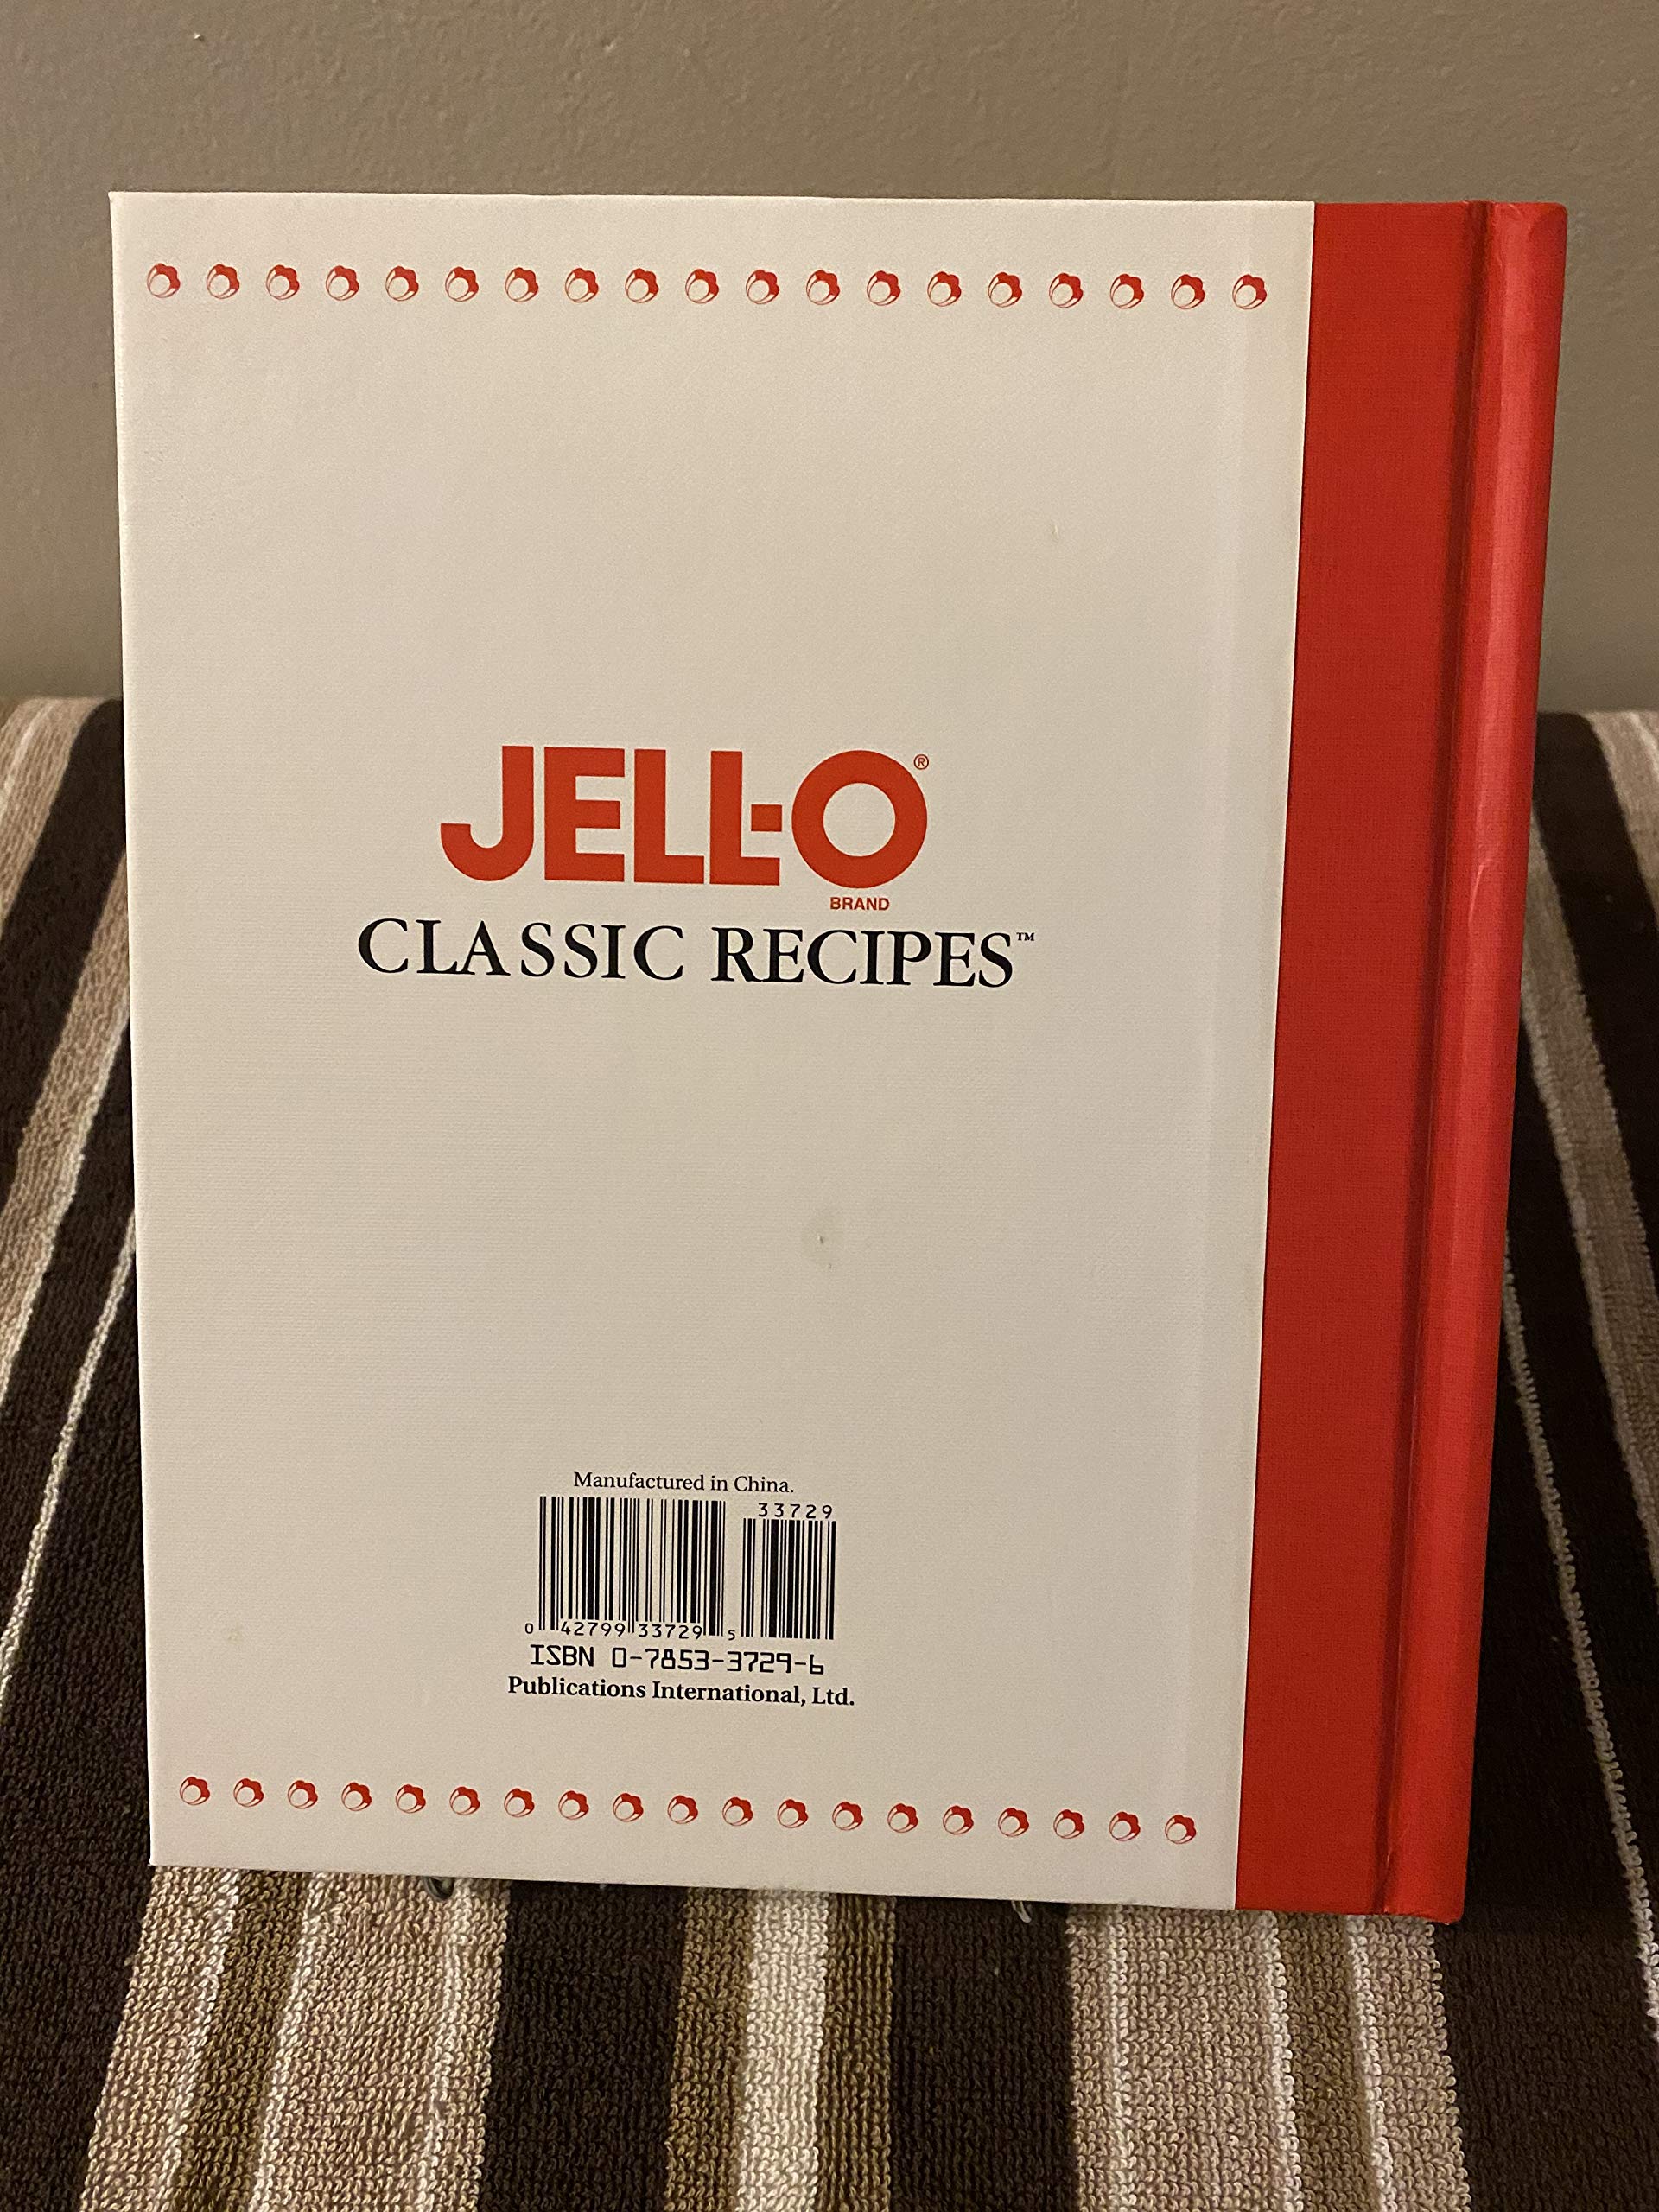 JELL-O®
BRAND
CLASSIC RECIPES™
Manufactured in China.
33729
0 42799 33729 5
ISBN 0-7853-3729-6
Publications International, Ltd.